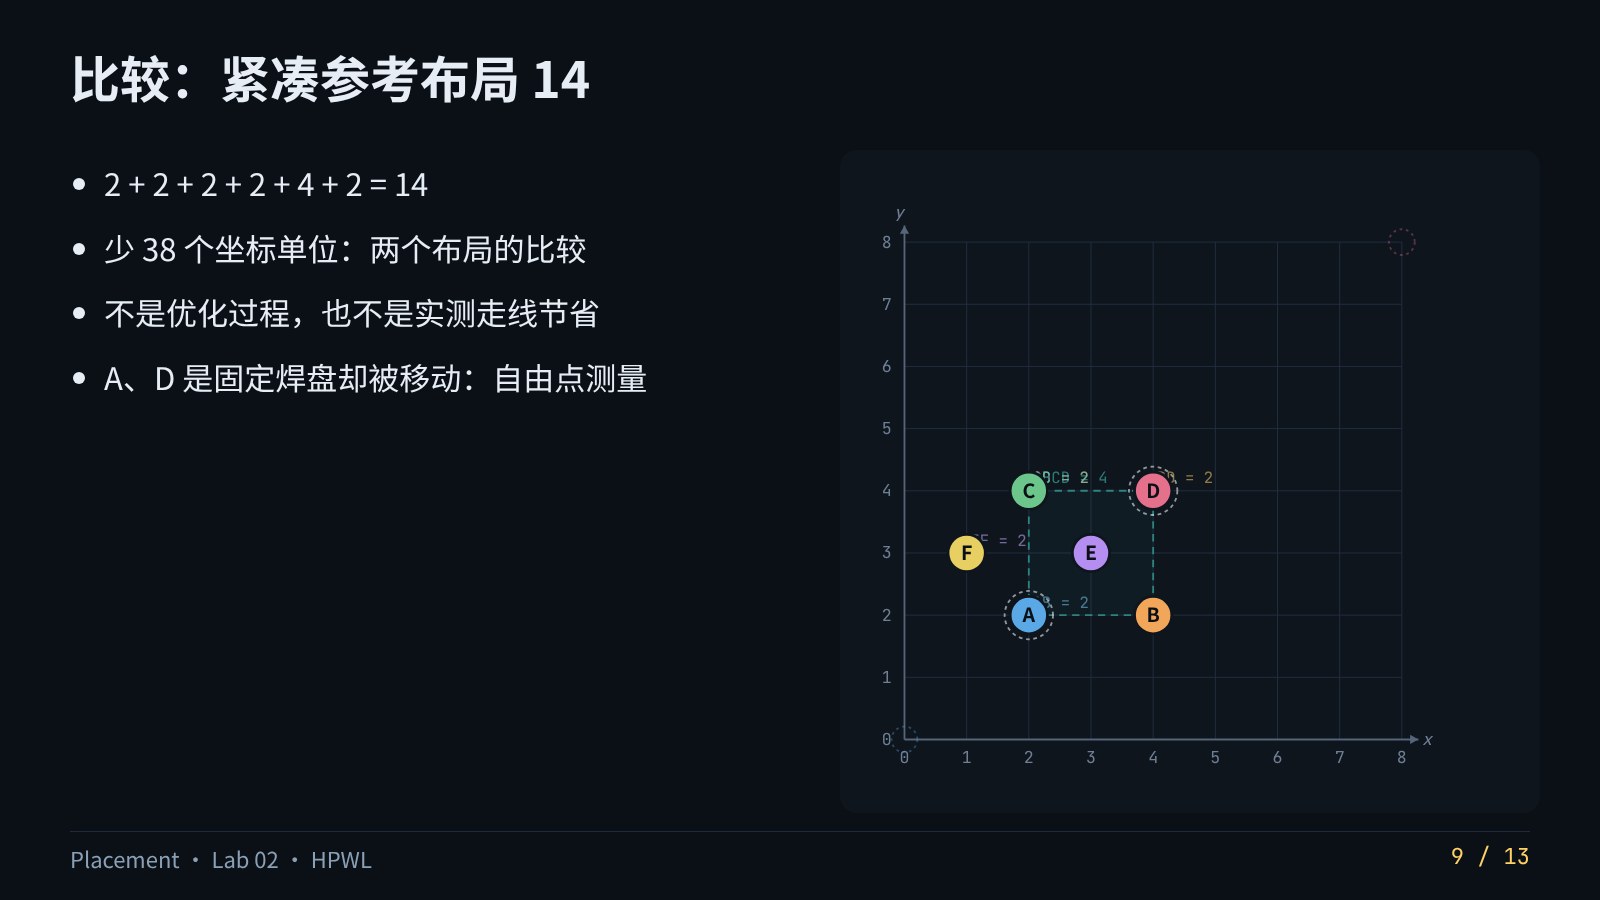 比较：紧凑参考布局 14
2 + 2 + 2 + 2 + 4 + 2 = 14
少 38 个坐标单位：两个布局的比较
不是优化过程，也不是实测走线节省
A、D 是固定焊盘却被移动：自由点测量
y
8
7
6
5
4
3
2
1
0
C
D
= 2
4
= 2
F
= 2
E
A
= 2
B
0 1 2 3 4 5 6 7 8
x
Placement • Lab 02 • HPWL
9 / 13